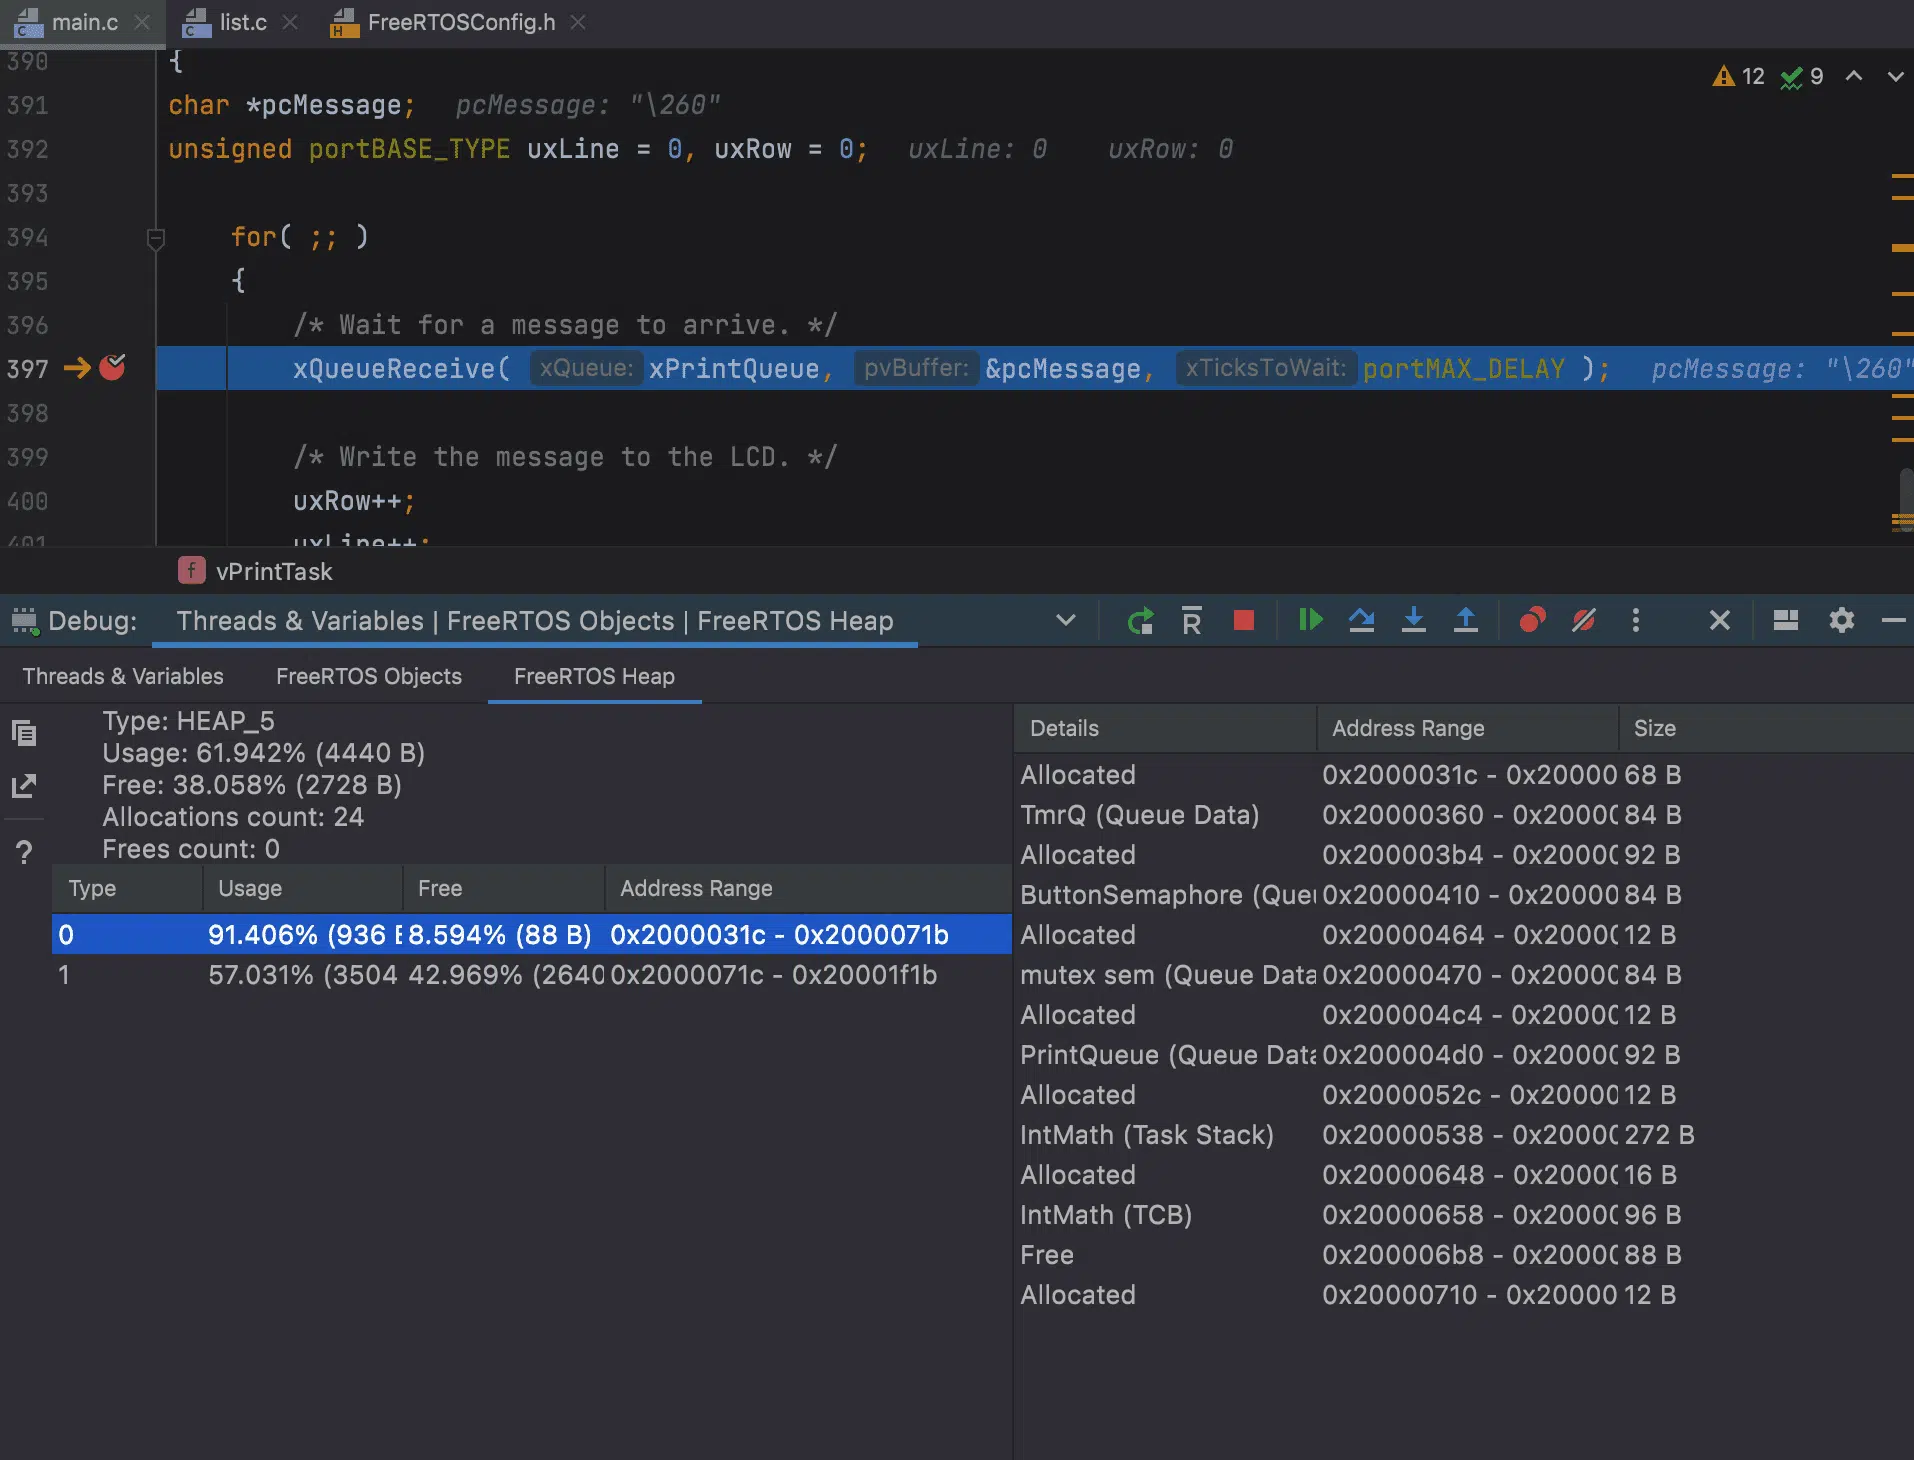 main.c list.c FreeRTOSConfig.h
390 {
12 9
391 char *pcMessage; pcMessage: "\260"
392 unsigned portBASE_TYPE uxLine = 0, uxRow = 0; uxLine: 0 uxRow: 0
393
394 for( ;; )
395 {
396 /* Wait for a message to arrive. */
397 xQueueReceive( xQueue: xPrintQueue, pvBuffer: &pcMessage, xTicksToWait: portMAX_DELAY ); pcMessage: "\260"
398
399 /* Write the message to the LCD. */
400 uxRow++;
401 uxLine++;
f vPrintTask
Debug: Threads & Variables | FreeRTOS Objects | FreeRTOS Heap
Threads & Variables FreeRTOS Objects FreeRTOS Heap
Type: HEAP_5
Usage: 61.942% (4440 B)
Free: 38.058% (2728 B)
Allocations count: 24
Frees count: 0
Type Usage Free Address Range
0 91.406% (936 8.594% (88 B) 0x2000031c - 0x2000071b
1 57.031% (3504 42.969% (2640 0x2000071c - 0x20001f1b
Details Address Range Size
Allocated 0x2000031c - 0x20000 68 B
TmrQ (Queue Data) 0x20000360 - 0x2000 84 B
Allocated 0x200003b4 - 0x2000 92 B
ButtonSemaphore (Que 0x20000410 - 0x20000 84 B
Allocated 0x20000464 - 0x2000 12 B
mutex sem (Queue Data 0x20000470 - 0x2000 84 B
Allocated 0x200004c4 - 0x2000 12 B
PrintQueue (Queue Data 0x200004d0 - 0x2000 92 B
Allocated 0x2000052c - 0x20000 12 B
IntMath (Task Stack) 0x20000538 - 0x2000 272 B
Allocated 0x20000648 - 0x2000 16 B
IntMath (TCB) 0x20000658 - 0x2000 96 B
Free 0x200006b8 - 0x2000 88 B
Allocated 0x20000710 - 0x20000 12 B